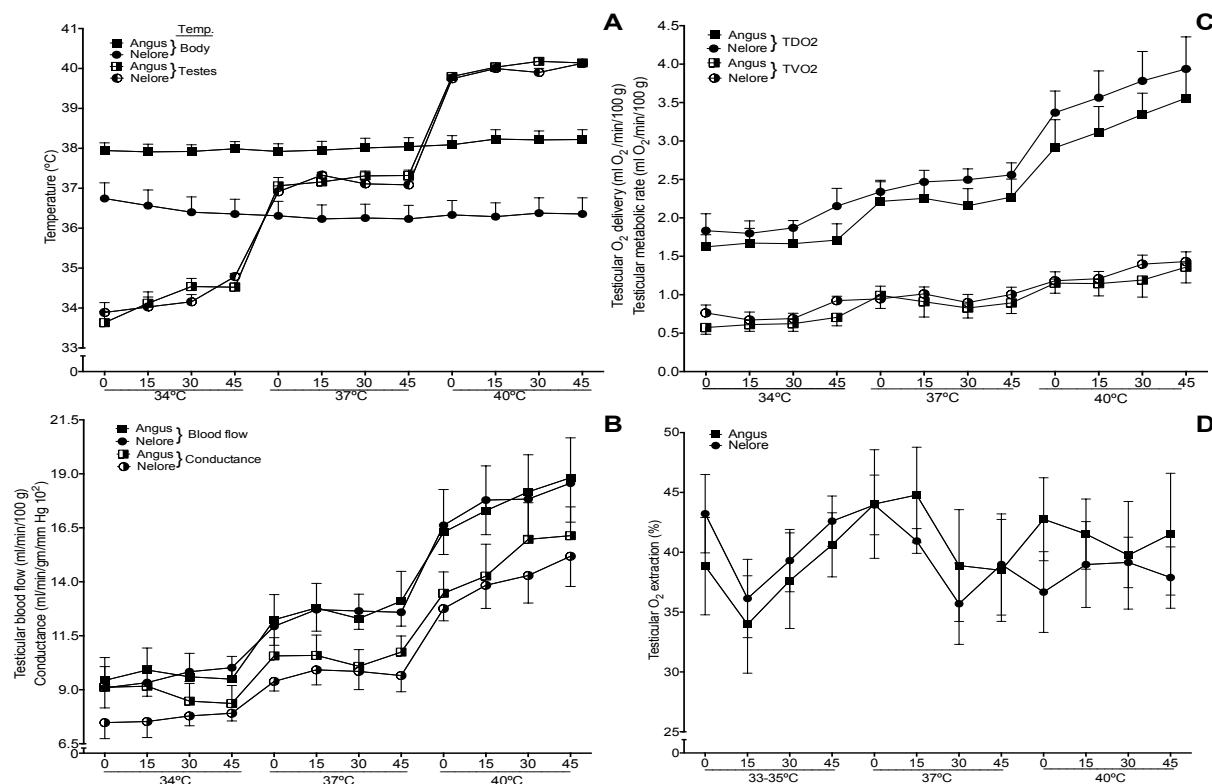 A
Temp.
Angus
Nelore } Body
Angus
Nelore } Testes
Temperature (ºC)
41
40
39
38
37
36
35
34
33
0
0 15 30 45 0 15 30 45 0 15 30 45
34ºC 37ºC 40ºC
C
Angus
Nelore } TDO2
Angus
Nelore } TVO2
Testicular O2 delivery (ml O2/min/100 g)
Testicular metabolic rate (ml O2/min/100 g)
4.5
4.0
3.5
3.0
2.5
2.0
1.5
1.0
0.5
0.0
0 15 30 45 0 15 30 45 0 15 30 45
34ºC 37ºC 40ºC
B
Angus
Nelore } Blood flow
Angus
Nelore } Conductance
Testicular blood flow (ml/min/100 g)
Conductance (ml/min/gm/mm Hg 10²)
21.5
19.0
16.5
14.0
11.5
9.0
6.5
0
0 15 30 45 0 15 30 45 0 15 30 45
34ºC 37ºC 40ºC
D
Angus
Nelore
Testicular O2 extraction (%)
50
45
40
35
30
25
0
0 15 30 45 0 15 30 45 0 15 30 45
33-35ºC 37ºC 40ºC